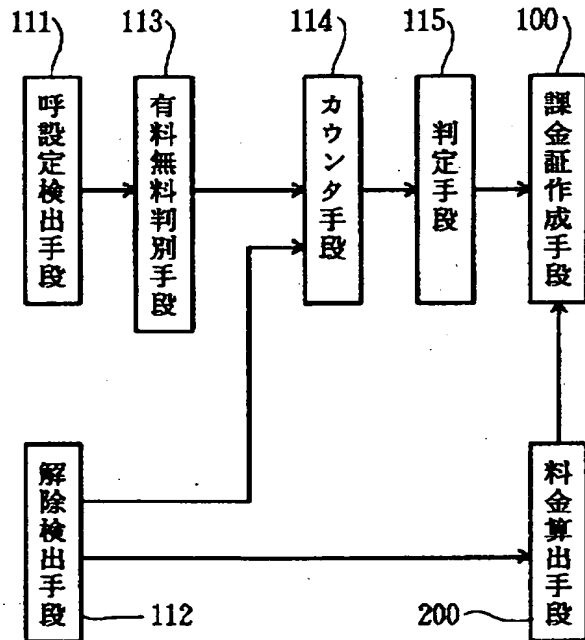 111
113
114
115
100
呼設定検出手段
有料無料判別手段
カウンタ手段
判定手段
課金証作成手段
解除検出手段
料金算出手段
112
200